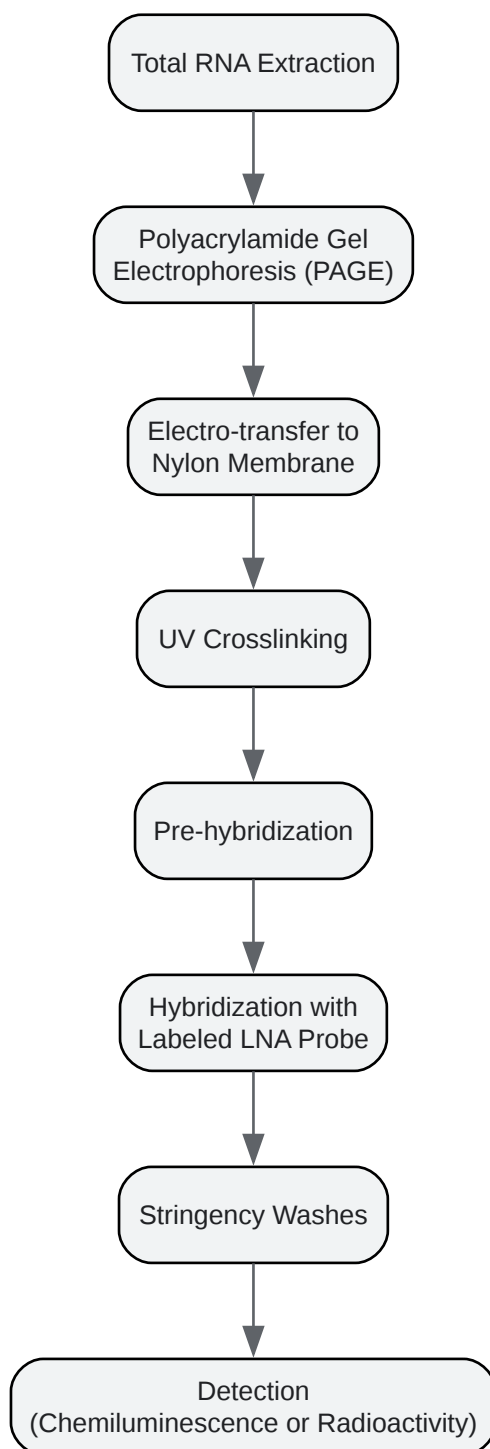 Total RNA Extraction
Polyacrylamide Gel
Electrophoresis (PAGE)
Electro-transfer to
Nylon Membrane
UV Crosslinking
Pre-hybridization
Hybridization with
Labeled LNA Probe
Stringency Washes
Detection
(Chemiluminescence or Radioactivity)